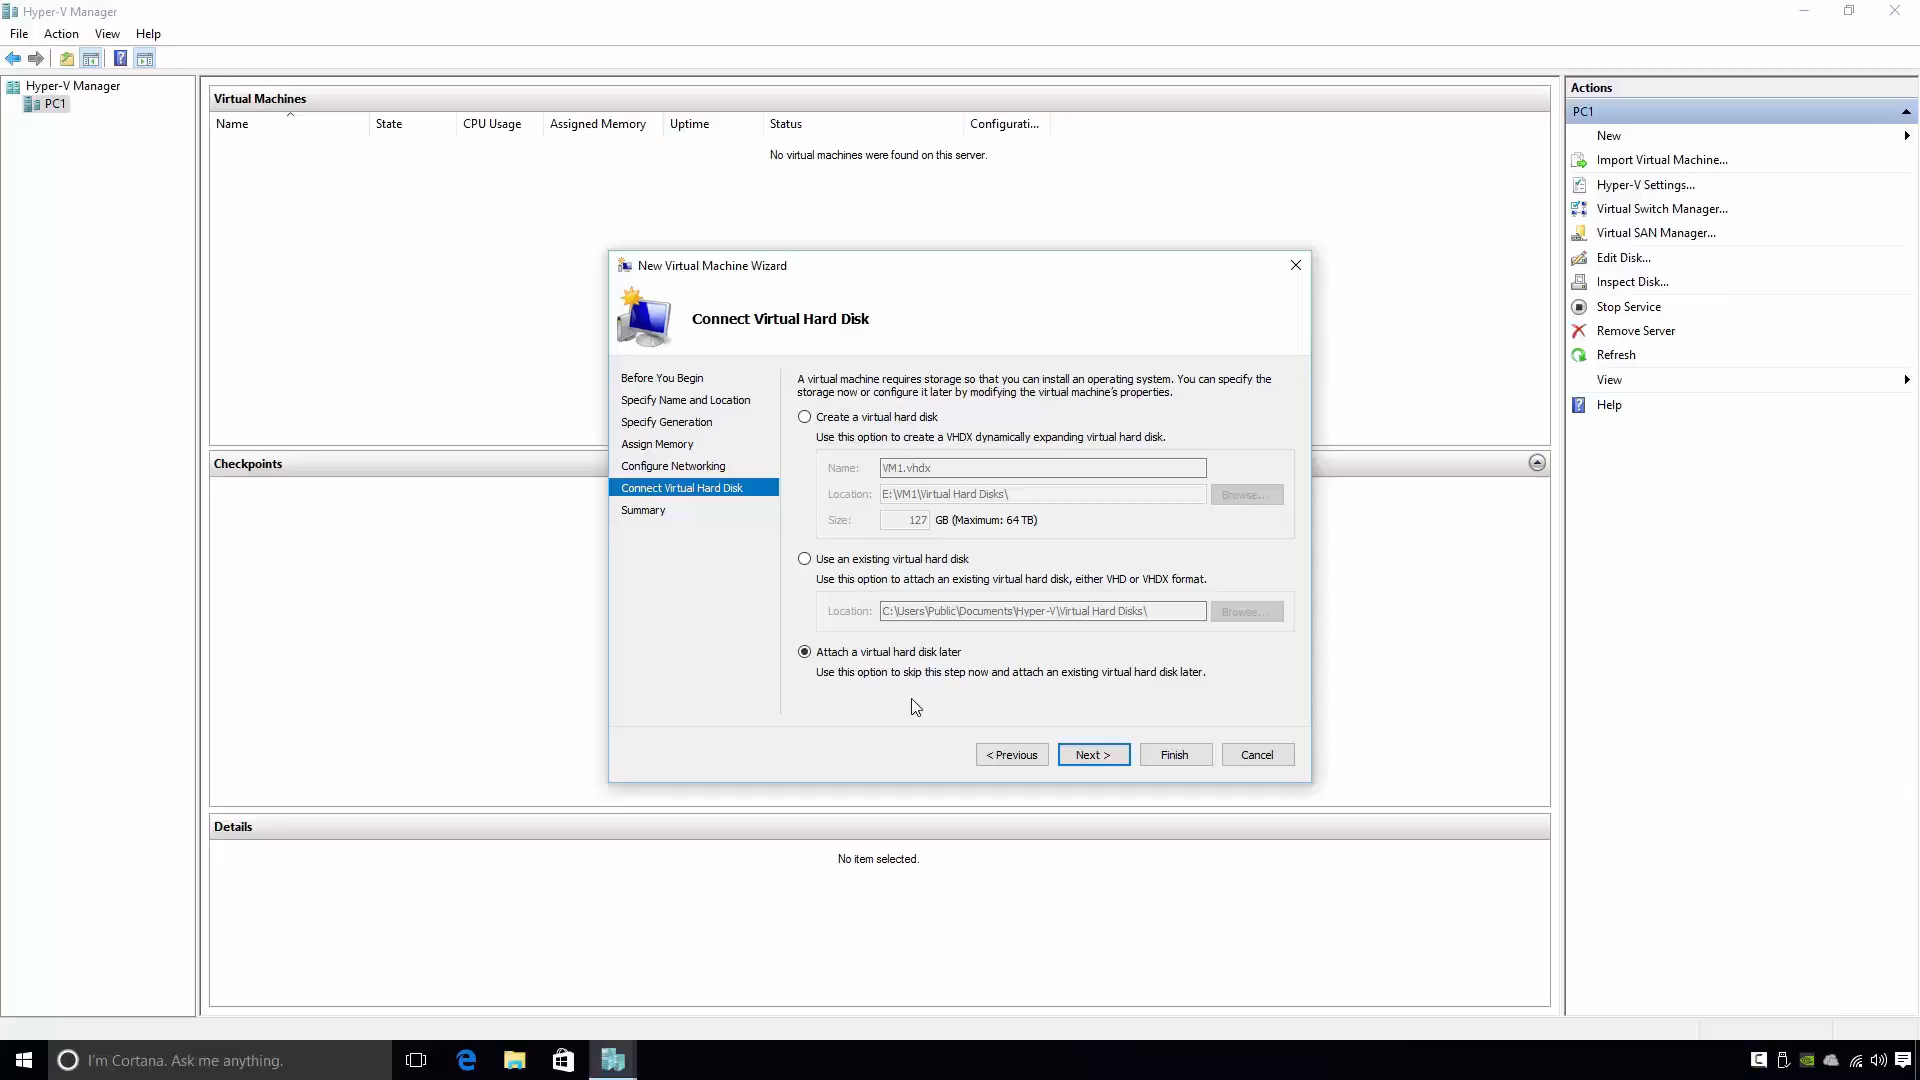 Hyper-V Manager
File Action View Help
Hyper-V Manager
PC1
Virtual Machines
Name State CPU Usage Assigned Memory Uptime Status Configurati...
No virtual machines were found on this server.
Checkpoints
Details
No item selected.
Actions
PC1
New
Import Virtual Machine...
Hyper-V Settings...
Virtual Switch Manager...
Virtual SAN Manager...
Edit Disk...
Inspect Disk...
Stop Service
Remove Server
Refresh
View
Help
New Virtual Machine Wizard
Connect Virtual Hard Disk
Before You Begin
Specify Name and Location
Specify Generation
Assign Memory
Configure Networking
Connect Virtual Hard Disk
Summary
A virtual machine requires storage so that you can install an operating system. You can specify the
storage now or configure it later by modifying the virtual machine's properties.
Create a virtual hard disk
Use this option to create a VHDX dynamically expanding virtual hard disk.
Name: VM1.vhdx
Location: E:\VM1\Virtual Hard Disks\ Browse...
Size: 127 GB (Maximum: 64 TB)
Use an existing virtual hard disk
Use this option to attach an existing virtual hard disk, either VHD or VHDX format.
Location: C:\Users\Public\Documents\Hyper-V\Virtual Hard Disks\ Browse...
Attach a virtual hard disk later
Use this option to skip this step now and attach an existing virtual hard disk later.
< Previous Next > Finish Cancel
I'm Cortana. Ask me anything.